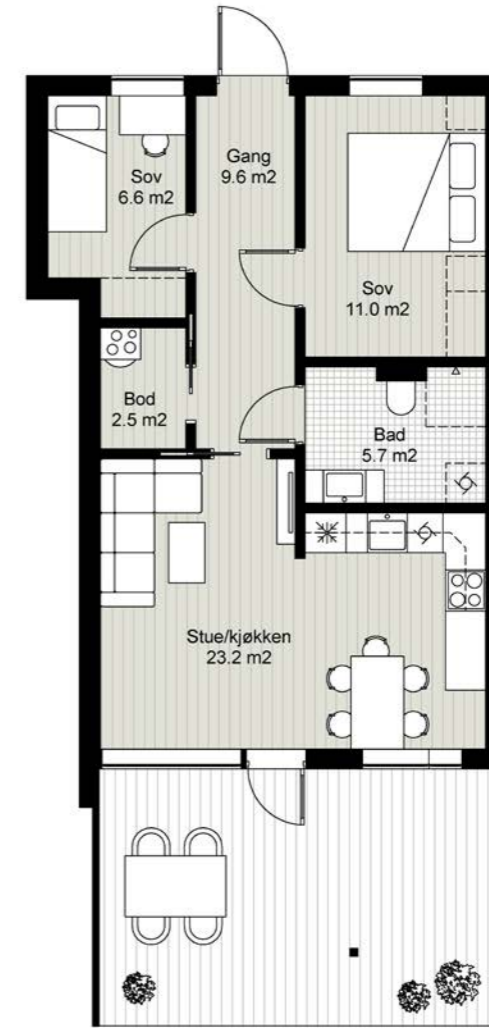 Gang
9.6 m2
Sov
6.6 m2
Sov
11.0 m2
Bod
2.5 m2
Bad
5.7 m2
Stue/kjøkken
23.2 m2